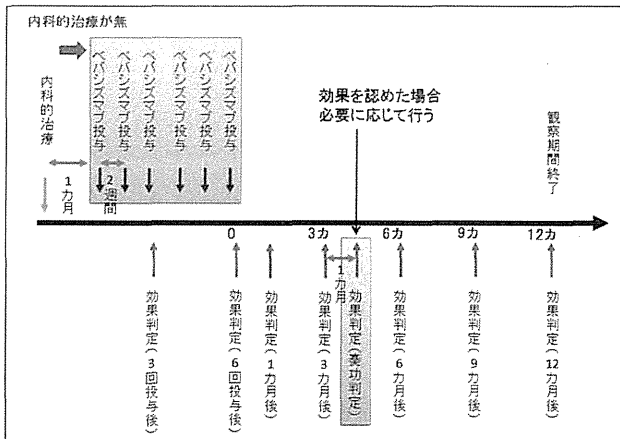 内科的治療が無
内科的治療
1カ月
ベバシズマブ投与
ベバシズマブ投与
ベバシズマブ投与
ベバシズマブ投与
ベバシズマブ投与
ベバシズマブ投与
2週間
効果を認めた場合
必要に応じて行う
観察期間終了
0
3カ
6カ
9カ
12カ
1カ月
効果判定(3回投与後)
効果判定(6回投与後)
効果判定(1カ月後)
効果判定(3カ月後)
効果判定(奏功判定)
効果判定(6カ月後)
効果判定(9カ月後)
効果判定(12カ月後)